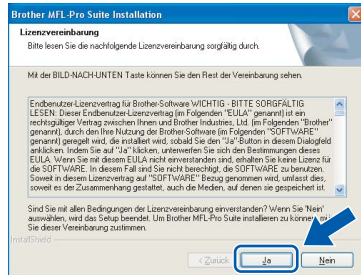 Brother MFL-Pro Suite Installation
Lizenzvereinbarung
Bitte lesen Sie die nachfolgende Lizenzvereinbarung sorgfältig durch.
Mit der BILD-NACH-UNTEN Taste können Sie den Rest der Vereinbarung sehen.
Endbenutzer-Lizenzvertrag für Brother-Software WICHTIG - BITTE SORGFÄLTIG
LESEN: Dieser Endbenutzer-Lizenzvertrag (im Folgenden "EULA" genannt) ist ein
rechtsgültiger Vertrag zwischen Ihnen und Brother Industries, Ltd. (im Folgenden "Brother"
genannt), durch den Ihre Nutzung der Brother-Software (im Folgenden "SOFTWARE"
genannt) geregelt wird, die installiert wird, sobald Sie den "Ja"-Button in diesem Dialogfeld
anklicken. Indem Sie auf "Ja" klicken, unterwerfen Sie sich den Bestimmungen dieses
EULA. Wenn Sie mit diesem EULA nicht einverstanden sind, erhalten Sie keine Lizenz für
die SOFTWARE. In diesem Fall sind Sie nicht berechtigt, die SOFTWARE zu benutzen.
Soweit in diesem Lizenzvertrag auf "SOFTWARE" Bezug genommen wird, umfasst dies,
soweit es der Zusammenhang gestattet, auch die Medien, auf denen sie gespeichert ist.
Sind Sie mit allen Bedingungen der Lizenzvereinbarung einverstanden? Wenn Sie 'Nein'
auswählen, wird das Setup beendet. Um Brother MFL-Pro Suite installieren zu können,
Sie dieser Vereinbarung zustimmen.
InstallShield
< Zurück Ja Nein